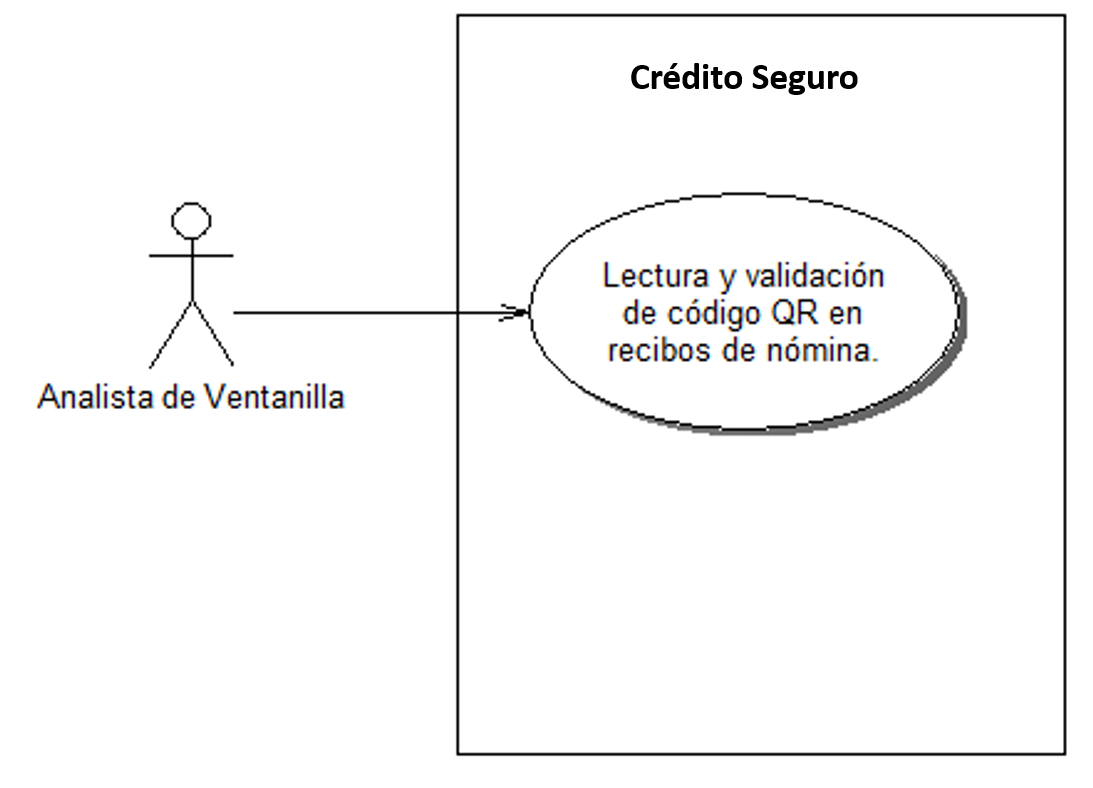 Crédito Seguro
Lectura y validación
de código QR en
recibos de nómina.
Analista de Ventanilla